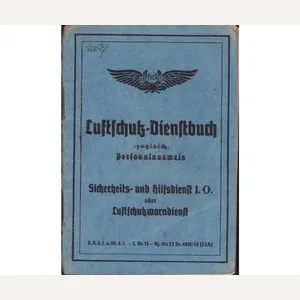 Luftschutz-Dienstbuch
zugleich
Personalausweis
Sicherheits- und Hilfsdienst I. O.
oder
Luftschutzwarndienst